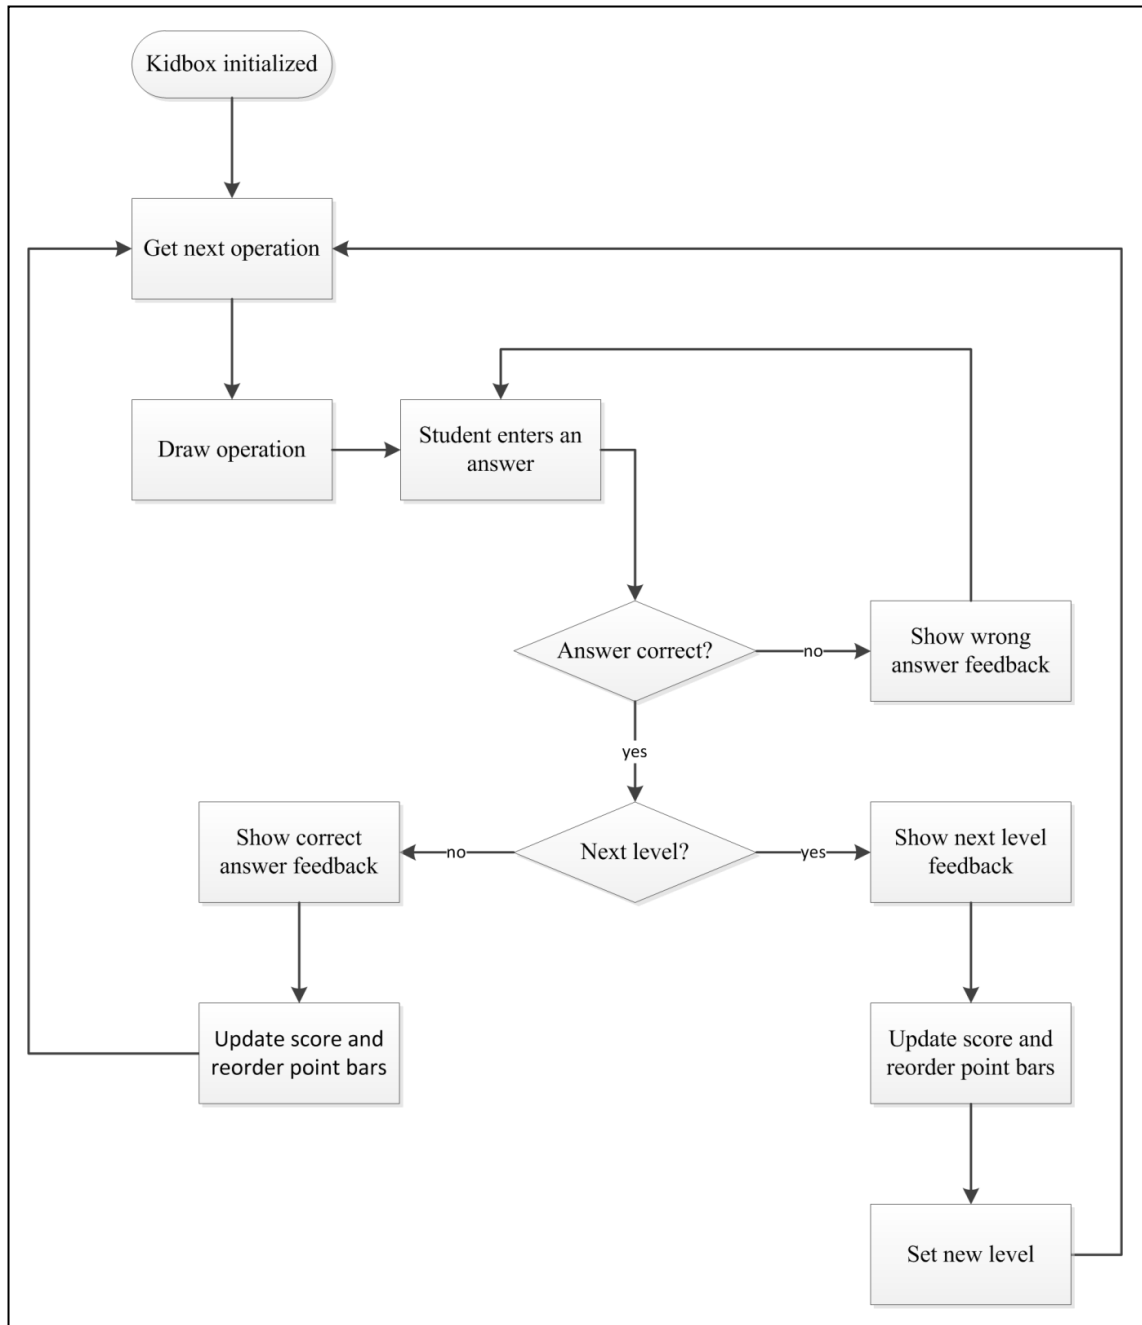 Kidbox initialized
Get next operation
Draw operation
Student enters an
answer
Answer correct?
no
Show wrong
answer feedback
yes
Show correct
answer feedback
no
Next level?
yes
Show next level
feedback
Update score and
reorder point bars
Update score and
reorder point bars
Set new level